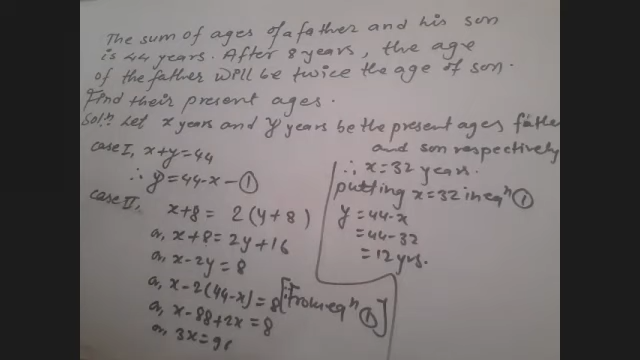 The sum of ages of a father and his son
is 44 years. After 8 years, the age
of the father will be twice the age of son.
Find their present ages.
Solⁿ: Let x years and y years be the present ages father
and son respectively
Case I, x+y=44
∴ y=44-x—①
Case II,
x+8= 2(y+8)
or, x+8=2y+16
or, x-2y=8
or, x-2(44-x)=8 [∵ From eqⁿ ①]
or, x-88+2x=8
or, 3x=96
∴ x=32 years.
putting x=32 in eqⁿ ①
y=44-x
=44-32
=12 yrs.